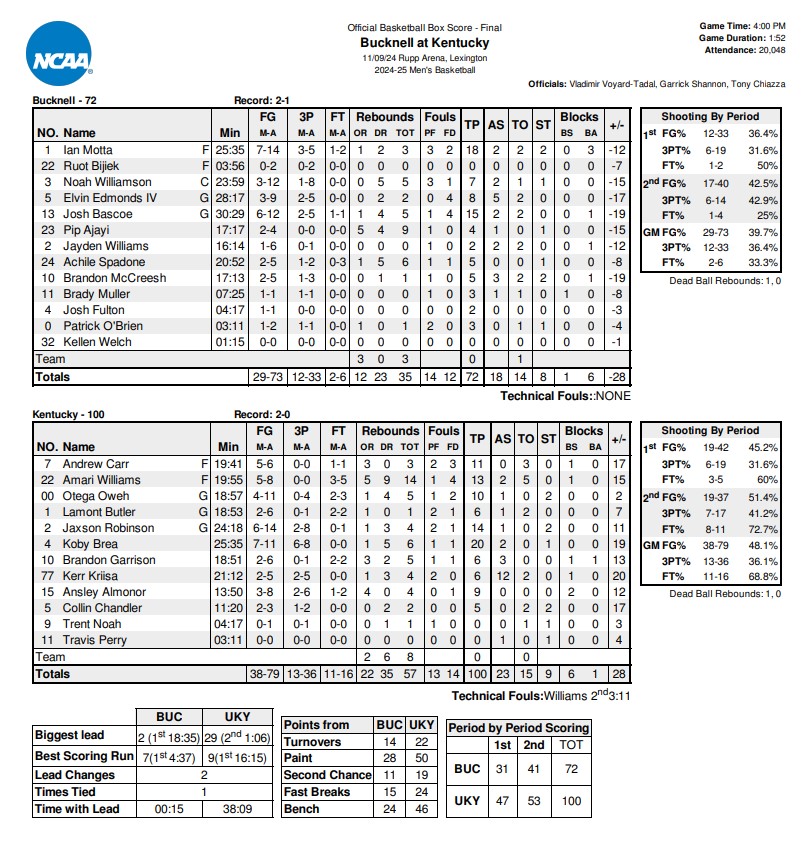 NCAA
Official Basketball Box Score - Final
Bucknell at Kentucky
11/09/24 Rupp Arena, Lexington
2024-25 Men's Basketball
Game Time: 4:00 PM
Game Duration: 1:52
Attendance: 20,048
Officials: Vladimir Voyard-Tadal, Garrick Shannon, Tony Chiazza
Bucknell - 72 Record: 2-1
FG 3P FT Rebounds Fouls Blocks
NO. Name Min M-A M-A M-A OR DR TOT PF FD TP AS TO ST BS BA +/-
1 Ian Motta F 25:35 7-14 3-5 1-2 1 2 3 3 2 18 2 2 2 0 3 -12
22 Ruot Bijiek F 03:56 0-2 0-2 0-0 0 0 0 0 0 0 0 0 0 0 0 -7
3 Noah Williamson C 23:59 3-12 1-8 0-0 0 5 5 3 1 7 2 1 1 0 0 -15
5 Elvin Edmonds IV G 28:17 3-9 2-5 0-0 0 2 2 0 4 8 5 2 0 0 0 -17
13 Josh Bascoe G 30:29 6-12 2-5 1-1 1 4 5 1 4 15 2 2 0 0 1 -19
23 Pip Ajayi 17:17 2-4 0-0 0-0 5 4 9 1 0 4 1 0 1 0 0 -15
2 Jayden Williams 16:14 1-6 0-1 0-0 0 0 0 0 0 2 2 2 0 0 1 -12
24 Achile Spadone 20:52 2-5 1-2 0-3 1 5 6 1 1 5 0 0 1 0 0 -8
10 Brandon McCreesh 17:13 2-5 1-3 0-0 0 1 1 1 0 5 3 2 2 0 1 -19
11 Brady Muller 07:25 1-1 1-1 0-0 0 0 0 1 0 3 1 0 1 0 -8
4 Josh Fulton 04:17 1-1 0-0 0-0 0 0 0 0 0 2 0 0 0 0 0 -3
0 Patrick O'Brien 03:11 1-2 1-1 0-0 1 0 1 2 0 3 0 1 1 0 0 -4
32 Kellen Welch 01:15 0-0 0-0 0-0 0 0 0 0 0 0 0 0 0 0 0 -1
Team 3 0 3 0 1
Totals 29-73 12-33 2-6 12 23 35 14 12 72 18 14 8 1 6 -28
Technical Fouls::NONE
Shooting By Period
1st FG% 12-33 36.4%
3PT% 6-19 31.6%
FT% 1-2 50%
2nd FG% 17-40 42.5%
3PT% 6-14 42.9%
FT% 1-4 25%
GM FG% 29-73 39.7%
3PT% 12-33 36.4%
FT% 2-6 33.3%
Dead Ball Rebounds: 1, 0
Kentucky - 100 Record: 2-0
FG 3P FT Rebounds Fouls Blocks
NO. Name Min M-A M-A M-A OR DR TOT PF FD TP AS TO ST BS BA +/-
7 Andrew Carr F 19:41 5-6 0-0 1-1 3 0 3 2 3 11 0 3 0 1 0 17
22 Amari Williams F 19:55 5-8 0-0 3-5 5 9 14 1 4 13 2 5 0 1 0 15
00 Otega Oweh G 18:57 4-11 0-4 2-3 1 4 5 1 2 10 1 0 2 0 0 2
1 Lamont Butler G 18:53 2-6 0-1 2-2 1 0 1 1 2 6 1 2 0 0 0 7
2 Jaxson Robinson G 24:18 6-14 2-8 0-1 1 3 4 2 1 14 1 0 2 0 0 11
4 Koby Brea 25:35 7-11 6-8 0-0 1 5 6 1 1 20 2 0 1 0 0 19
10 Brandon Garrison 18:51 2-6 0-1 2-2 3 3 6 1 1 6 3 0 0 1 1 13
77 Kerr Kriisa 21:12 2-5 2-5 0-0 1 3 4 2 0 6 12 2 0 1 0 20
15 Ansley Almonor 13:50 3-8 2-6 1-2 4 0 4 0 1 9 0 0 0 2 0 12
5 Collin Chandler 11:20 2-3 1-2 0-0 0 0 0 2 0 5 0 2 2 0 0 17
9 Trent Noah 04:17 0-1 0-1 0-0 0 1 1 0 0 0 0 1 1 0 0 3
11 Travis Perry 03:11 0-0 0-0 0-0 0 0 0 0 0 0 1 0 1 0 0 4
Team 2 6 8 0 0
Totals 38-79 13-36 11-16 22 35 57 13 14 100 23 15 9 6 1 28
Technical Fouls:Williams 2nd3:11
Shooting By Period
1st FG% 19-42 45.2%
3PT% 6-19 31.6%
FT% 3-5 60%
2nd FG% 19-37 51.4%
3PT% 7-17 41.2%
FT% 8-11 72.7%
GM FG% 38-79 48.1%
3PT% 13-36 36.1%
FT% 11-16 68.8%
Dead Ball Rebounds: 1, 0
BUC UKY
Biggest lead 2 (1st 18:35) 29 (2nd 1:06)
Best Scoring Run 7(1st 4:37) 9(1st 16:15)
Lead Changes 2
Times Tied 1
Time with Lead 00:15 38:09
Points from BUC UKY
Turnovers 14 22
Paint 28 50
Second Chance 11 19
Fast Breaks 15 24
Bench 24 46
Period by Period Scoring
1st 2nd TOT
BUC 31 41 72
UKY 47 53 100